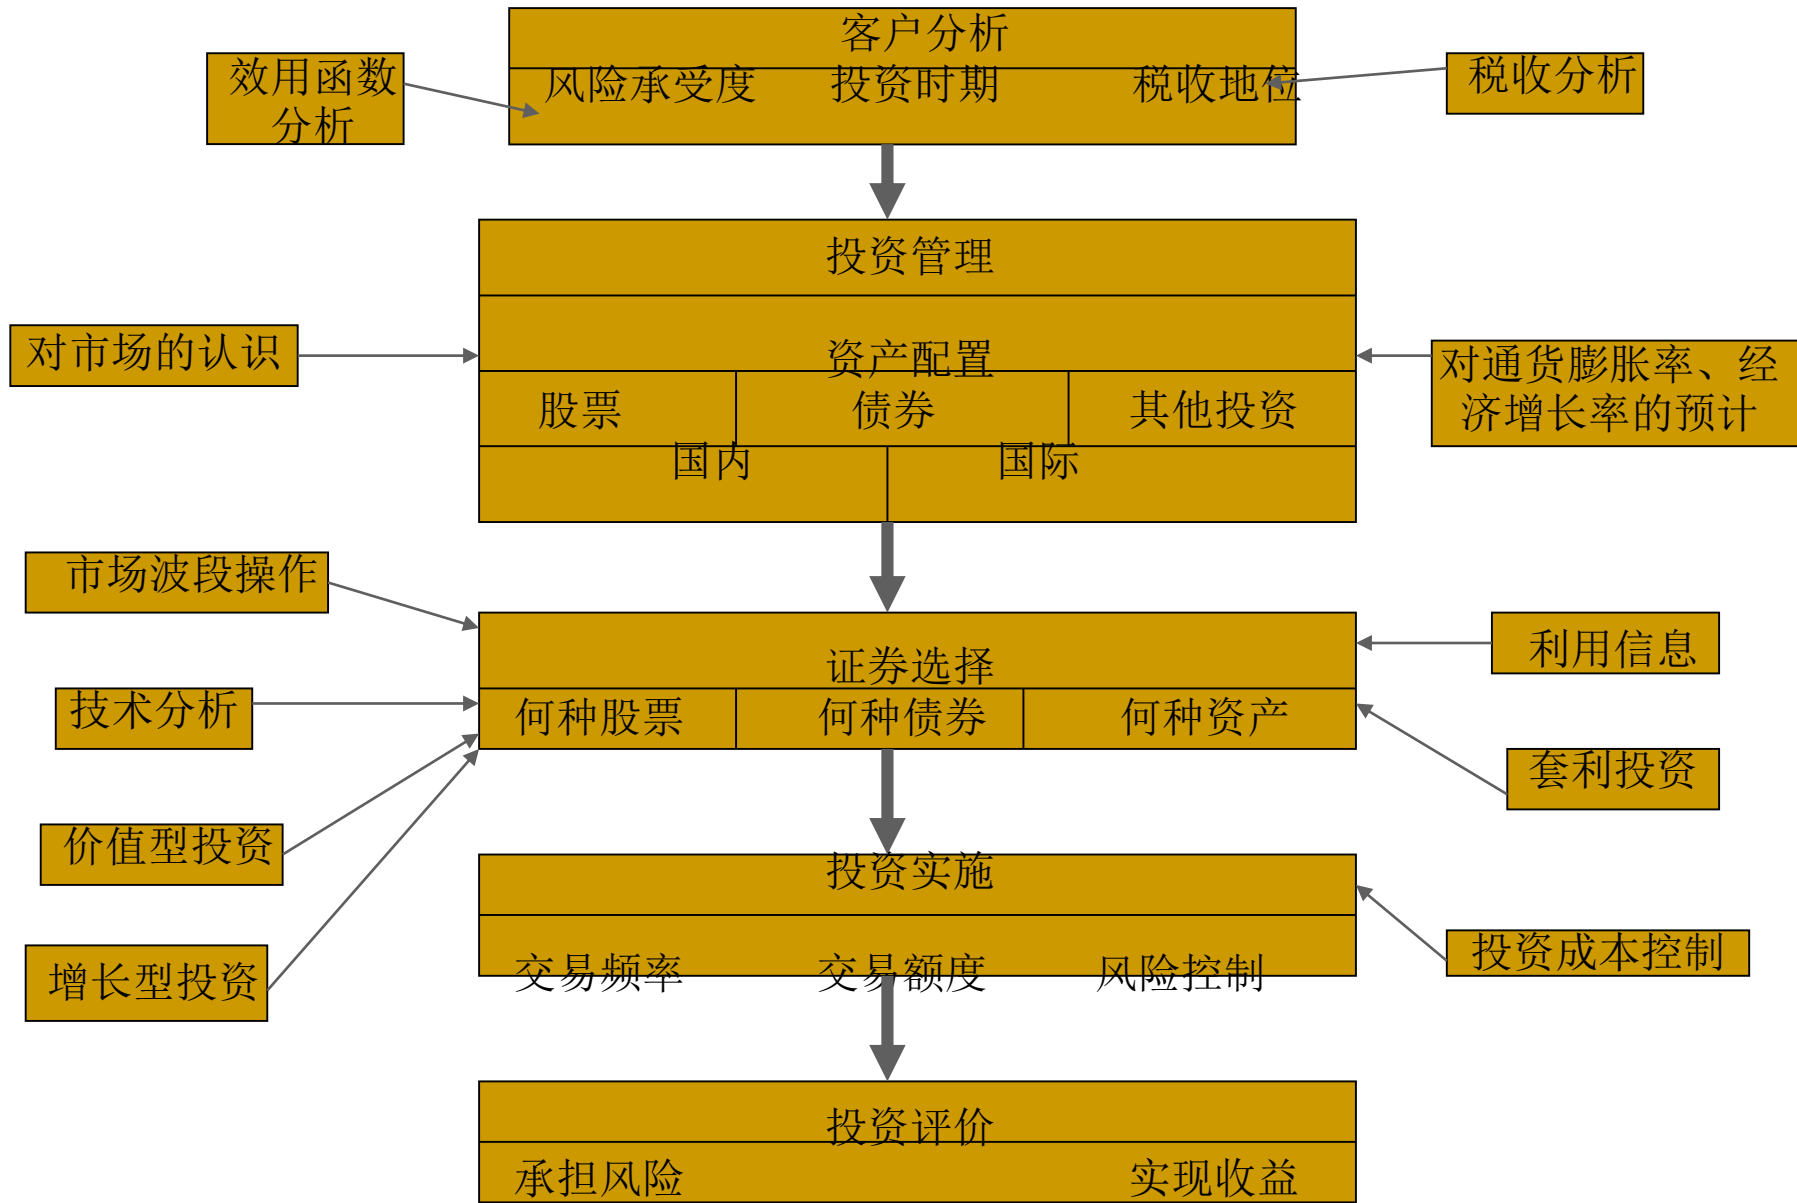 客户分析
效用函数
分析
风险承受度 投资时期 税收地位
税收分析
投资管理
对市场的认识
资产配置
对通货膨胀率、经
济增长率的预计
股票 债券 其他投资
国内 国际
市场波段操作
证券选择
利用信息
技术分析
何种股票 何种债券 何种资产
套利投资
价值型投资
投资实施
增长型投资
交易频率 交易额度 风险控制
投资成本控制
投资评价
承担风险 实现收益